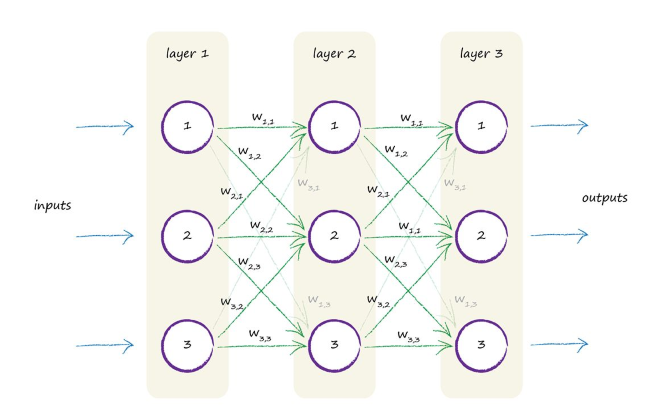 layer 1
layer 2
layer 3
1
w1,1
1
w1,1
1
w1,2
w1,2
w2,1
w3,1
w2,1
w3,1
inputs
outputs
2
w2,2
2
w1,1
2
w2,3
w2,3
w3,2
w1,3
w3,2
w1,3
3
w3,3
3
w3,3
3